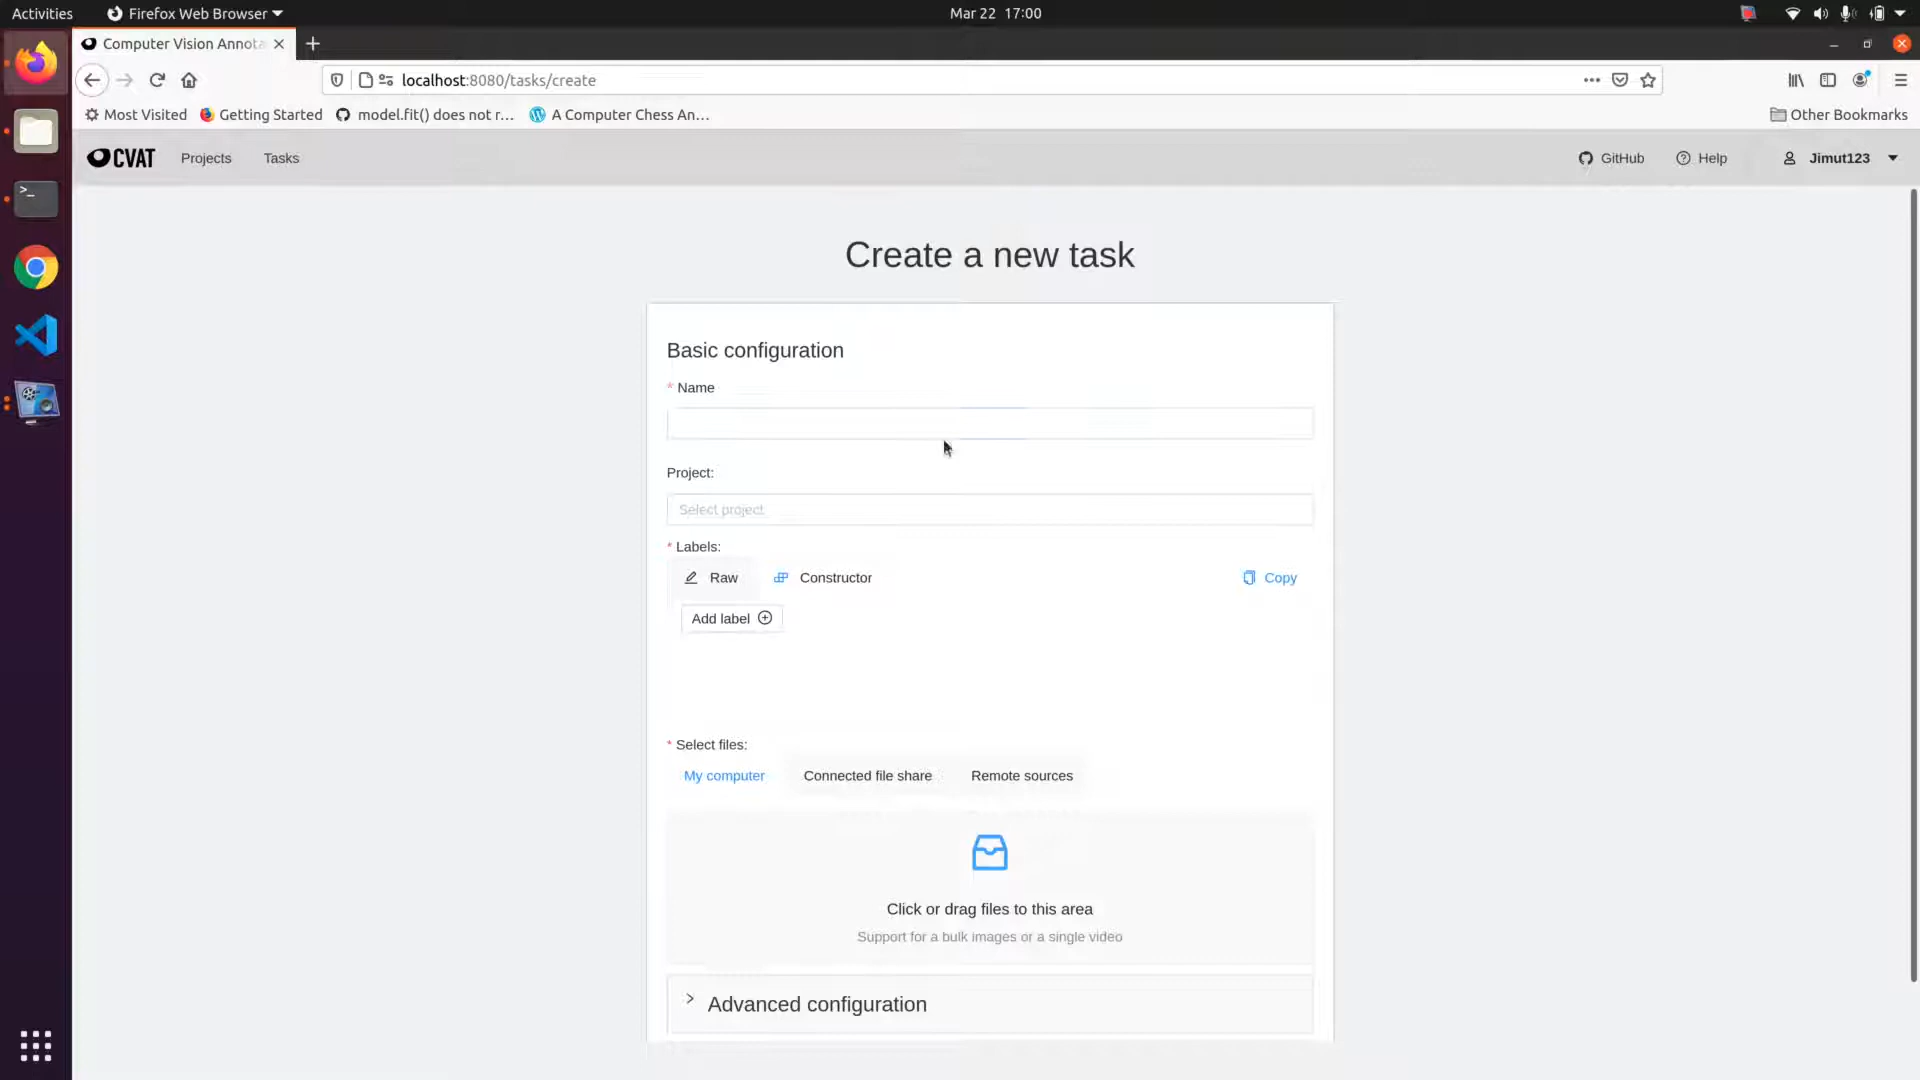 Activities Firefox Web Browser Mar 22 17:00
Computer Vision Annota
localhost:8080/tasks/create
Most Visited Getting Started model.fit() does not r... A Computer Chess An... Other Bookmarks
CVAT Projects Tasks GitHub Help Jimut123
Create a new task
Basic configuration
* Name
Project:
Select project
* Labels:
Raw Constructor Copy
Add label
* Select files:
My computer Connected file share Remote sources
Click or drag files to this area
Support for a bulk images or a single video
Advanced configuration